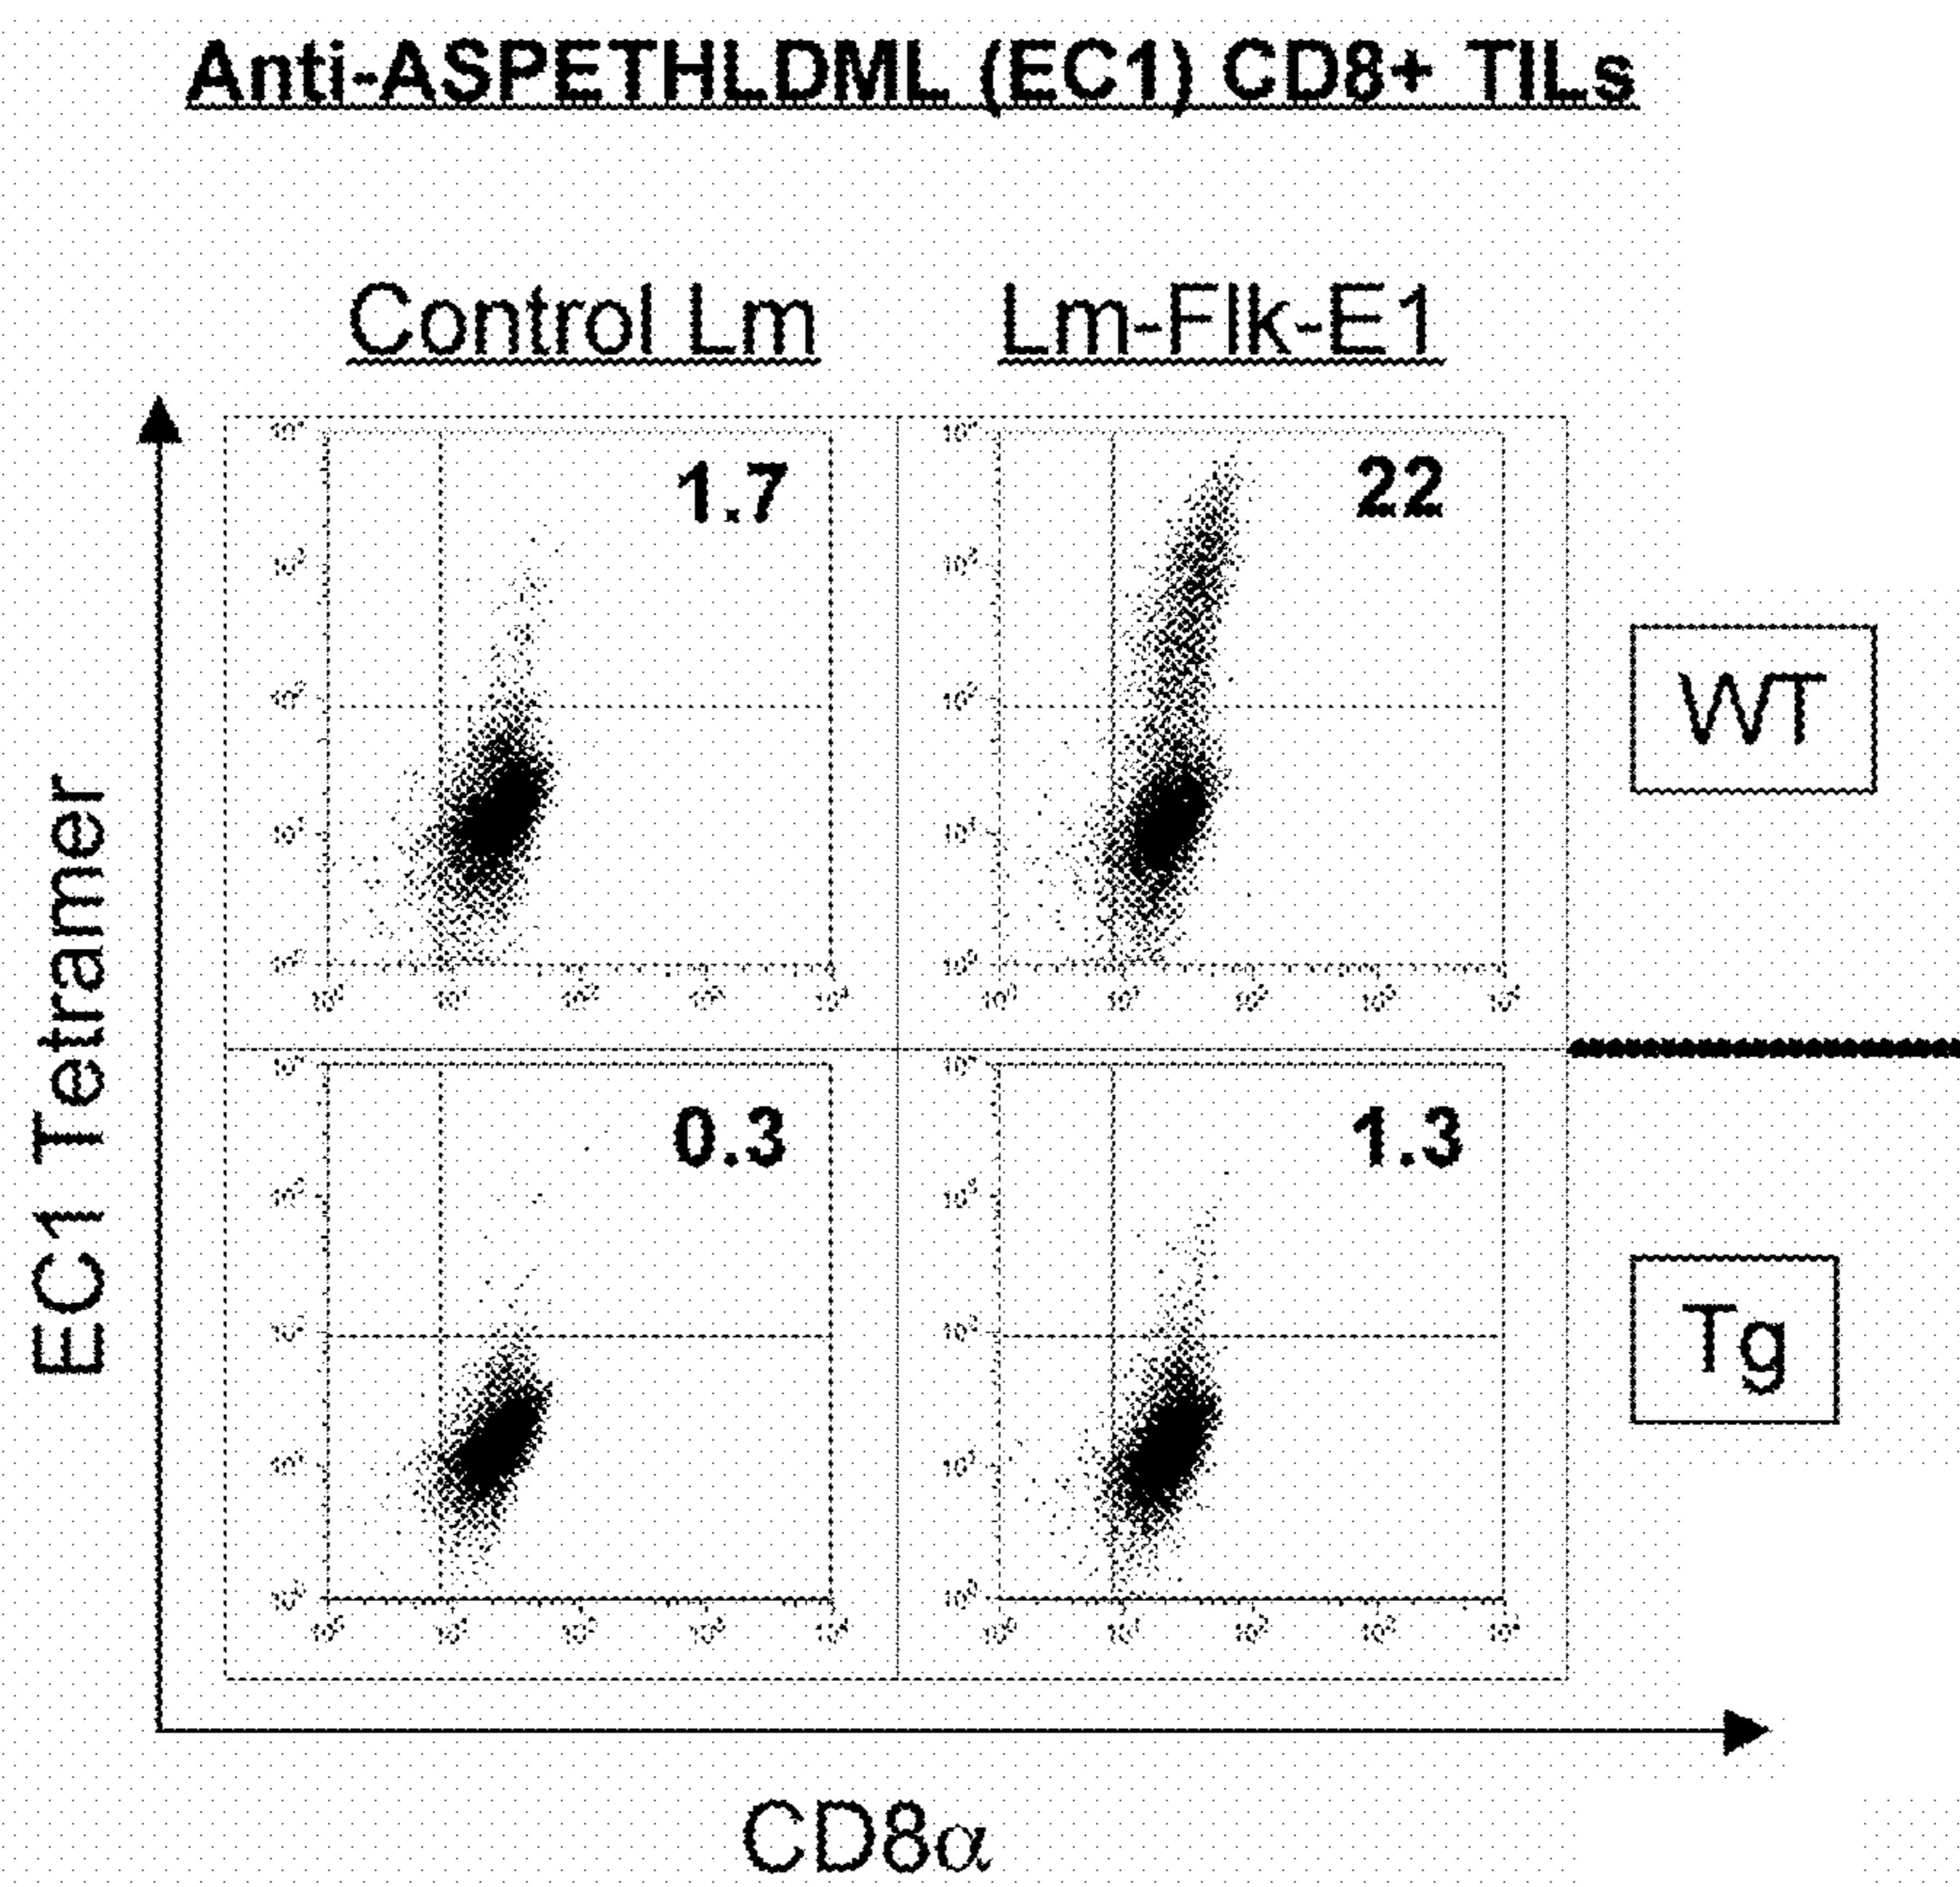 Anti-ASPETHLDML (EC1) CD8+ TILs
Control Lm
Lm-Flk-E1
1.7
22
WT
EC1 Tetramer
0.3
1.3
Tg
CD8α